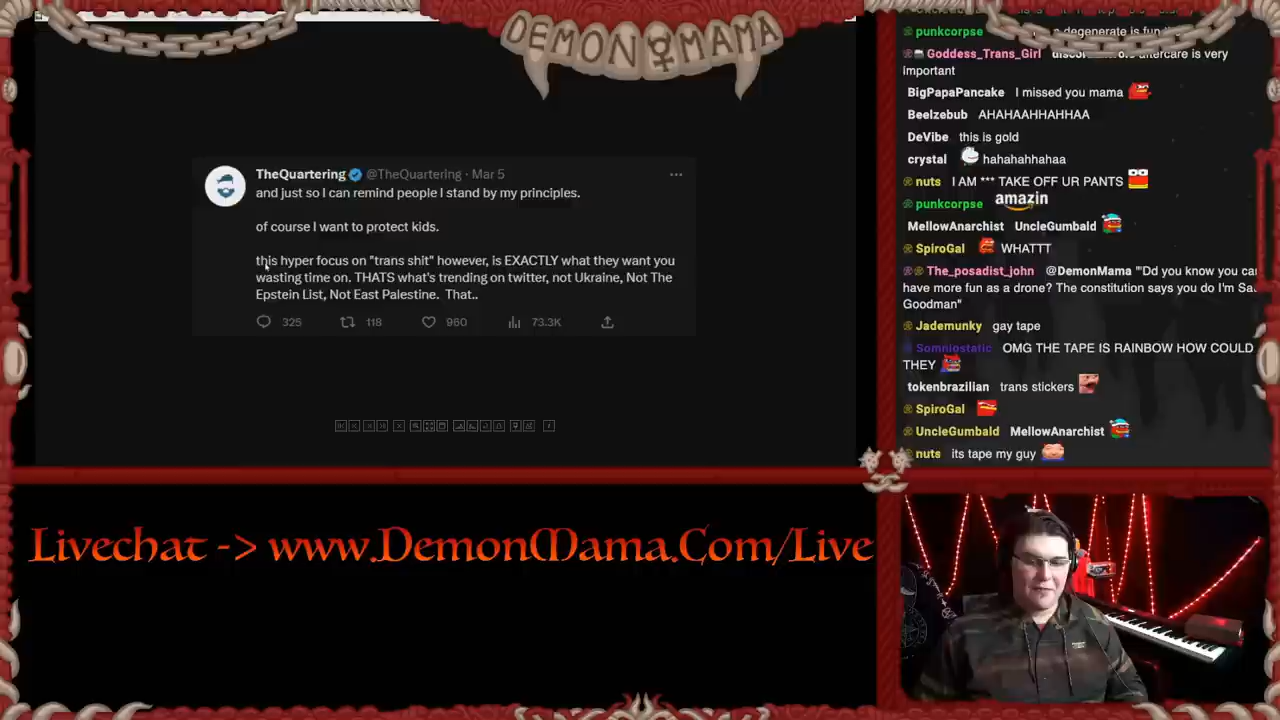 DEMON MAMA
TheQuartering @TheQuartering · Mar 5
and just so I can remind people I stand by my principles.
of course I want to protect kids.
this hyper focus on "trans shit" however, is EXACTLY what they want you
wasting time on. THATS what's trending on twitter, not Ukraine, Not The
Epstein List, Not East Palestine. That..
325 118 960 73.3K
punkcorpse degenerate is fun
Goddess_Trans_Girl aftercare is very
important
BigPapaPancake I missed you mama
Beelzebub AHAHAAHHAHHAA
DeVibe this is gold
crystal hahahahhahaa
nuts I AM *** TAKE OFF UR PANTS
punkcorpse amazin
MellowAnarchist UncleGumbald
SpiroGal WHATTT
The_posadist_john @DemonMama "'Dd you know you can
have more fun as a drone? The constitution says you do I'm Sa
Goodman"
Jademunky gay tape
Somniostatic OMG THE TAPE IS RAINBOW HOW COULD
THEY
tokenbrazilian trans stickers
SpiroGal
UncleGumbald MellowAnarchist
nuts its tape my guy
Livechat -> www.DemonMama.Com/Live